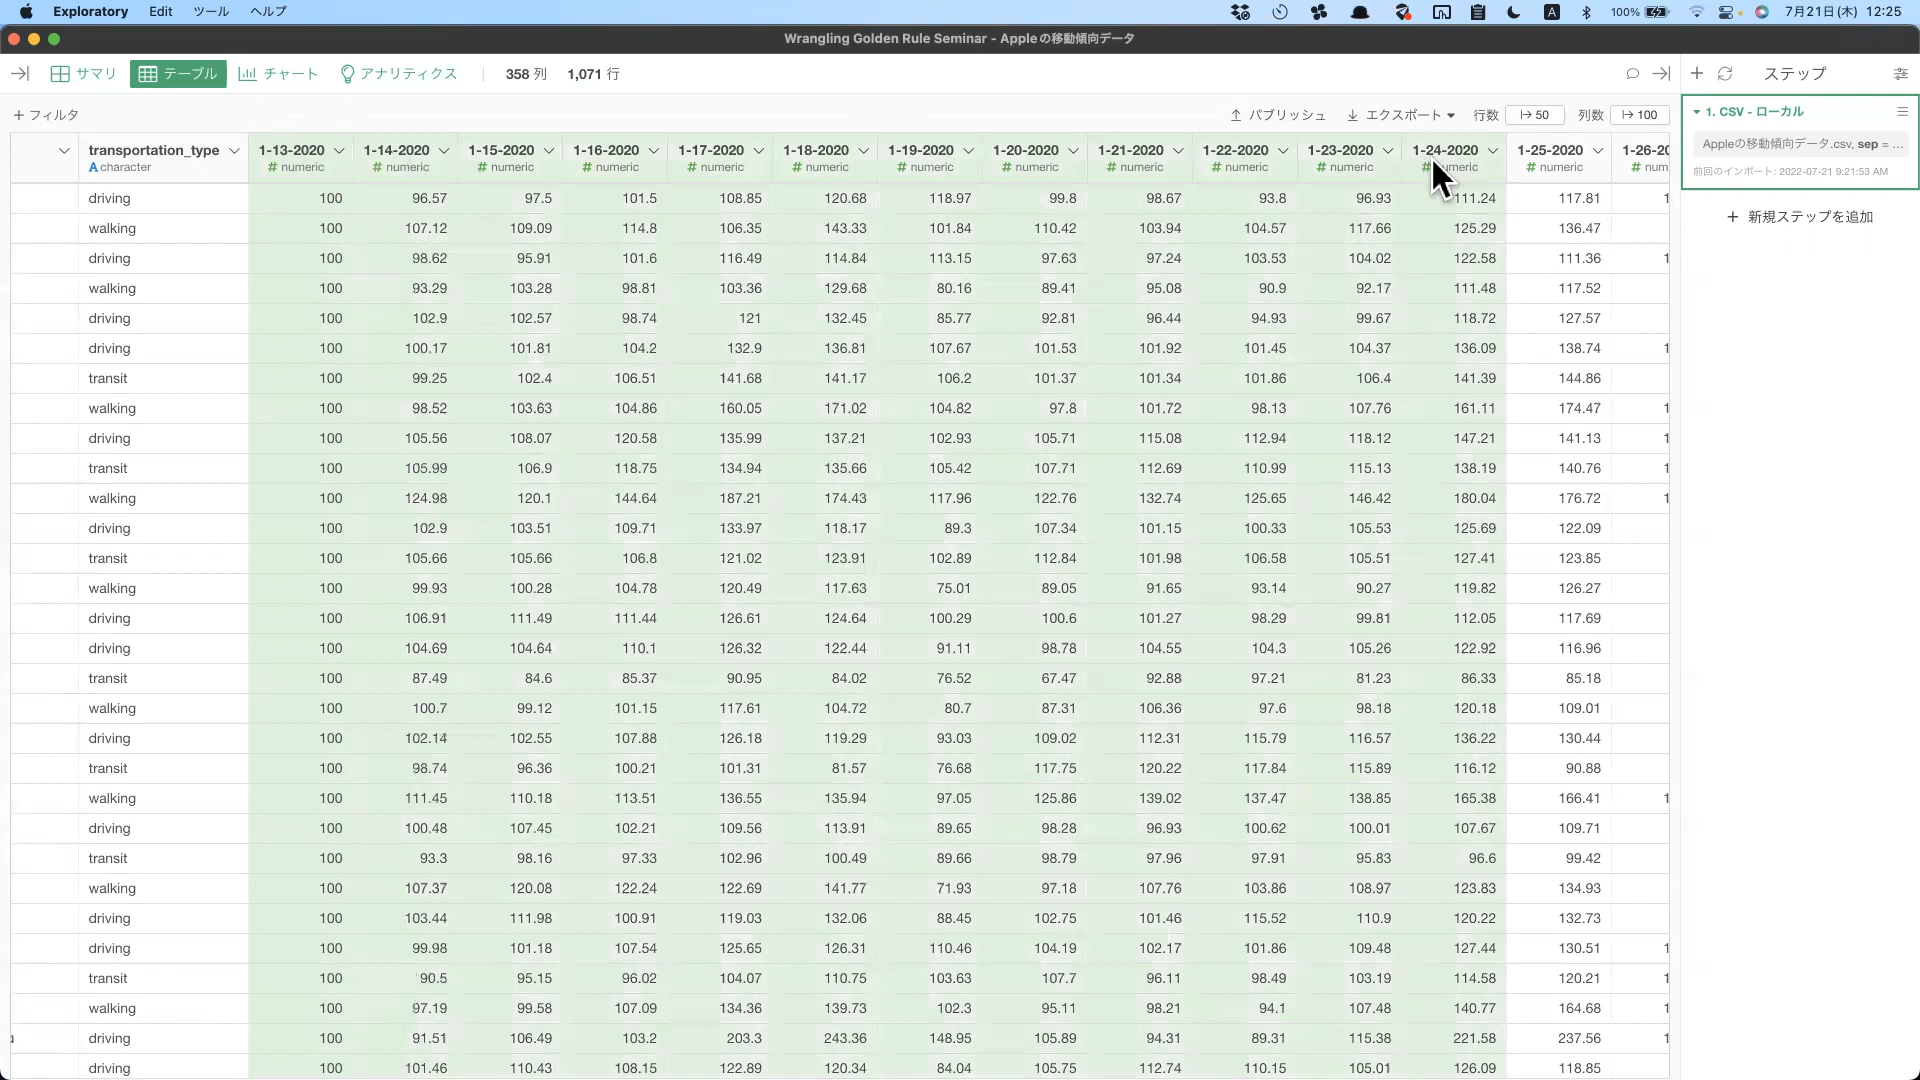 Exploratory Edit ツール ヘルプ A 100% 7月21日(木) 12:25
Wrangling Golden Rule Seminar - Appleの移動傾向データ
サマリ テーブル チャート アナリティクス 358 列 1,071 行 ステップ
フィルタ パブリッシュ エクスポート 行数 50 列数 100
1. CSV - ローカル
Appleの移動傾向データ.csv, sep = ...
前回のインポート: 2022-07-21 9:21:53 AM
+ 新規ステップを追加
transportation_type 1-13-2020 1-14-2020 1-15-2020 1-16-2020 1-17-2020 1-18-2020 1-19-2020 1-20-2020 1-21-2020 1-22-2020 1-23-2020 1-24-2020 1-25-2020
A character # numeric # numeric # numeric # numeric # numeric # numeric # numeric # numeric # numeric # numeric # numeric # numeric # numeric
driving 100 96.57 97.5 101.5 108.85 120.68 118.97 99.8 98.67 93.8 96.93 111.24 117.81
walking 100 107.12 109.09 114.8 106.35 143.33 101.84 110.42 103.94 104.57 117.66 125.29 136.47
driving 100 98.62 95.91 101.6 116.49 114.84 113.15 97.63 97.24 103.53 104.02 122.58 111.36
walking 100 93.29 103.28 98.81 103.36 129.68 80.16 89.41 95.08 90.9 92.17 111.48 117.52
driving 100 102.9 102.57 98.74 121 132.45 85.77 92.81 96.44 94.93 99.67 118.72 127.57
driving 100 100.17 101.81 104.2 132.9 136.81 107.67 101.53 101.92 101.45 104.37 136.09 138.74
transit 100 99.25 102.4 106.51 141.68 141.17 106.2 101.37 101.34 101.86 106.4 141.39 144.86
walking 100 98.52 103.63 104.86 160.05 171.02 104.82 97.8 101.72 98.13 107.76 161.11 174.47
driving 100 105.56 108.07 120.58 135.99 137.21 102.93 105.71 115.08 112.94 118.12 147.21 141.13
transit 100 105.99 106.9 118.75 134.94 135.66 105.42 107.71 112.69 110.99 115.13 138.19 140.76
walking 100 124.98 120.1 144.64 187.21 174.43 117.96 122.76 132.74 125.65 146.42 180.04 176.72
driving 100 102.9 103.51 109.71 133.97 118.17 89.3 107.34 101.15 100.33 105.53 125.69 122.09
transit 100 105.66 105.66 106.8 121.02 123.91 102.89 112.84 101.98 106.58 105.51 127.41 123.85
walking 100 99.93 100.28 104.78 120.49 117.63 75.01 89.05 91.65 93.14 90.27 119.82 126.27
driving 100 106.91 111.49 111.44 126.61 124.64 100.29 100.6 101.27 98.29 99.81 112.05 117.69
driving 100 104.69 104.64 110.1 126.32 122.44 91.11 98.78 104.55 104.3 105.26 122.92 116.96
transit 100 87.49 84.6 85.37 90.95 84.02 76.52 67.47 92.88 97.21 81.23 86.33 85.18
walking 100 100.7 99.12 101.15 117.61 104.72 80.7 87.31 106.36 97.6 98.18 120.18 109.01
driving 100 102.14 102.55 107.88 126.18 119.29 93.03 109.02 112.31 115.79 116.57 136.22 130.44
transit 100 98.74 96.36 100.21 101.31 81.57 76.68 117.75 120.22 117.84 115.89 116.12 90.88
walking 100 111.45 110.18 113.51 136.55 135.94 97.05 125.86 139.02 137.47 138.85 165.38 166.41
driving 100 100.48 107.45 102.21 109.56 113.91 89.65 98.28 96.93 100.62 100.01 107.67 109.71
transit 100 93.3 98.16 97.33 102.96 100.49 89.66 98.79 97.96 97.91 95.83 96.6 99.42
walking 100 107.37 120.08 122.24 122.69 141.77 71.93 97.18 107.76 103.86 108.97 123.83 134.93
driving 100 103.44 111.98 100.91 119.03 132.06 88.45 102.75 101.46 115.52 110.9 120.22 132.73
driving 100 99.98 101.18 107.54 125.65 126.31 110.46 104.19 102.17 101.86 109.48 127.44 130.51
transit 100 90.5 95.15 96.02 104.07 110.75 103.63 107.7 96.11 98.49 103.19 114.58 120.21
walking 100 97.19 99.58 107.09 134.36 139.73 102.3 95.11 98.21 94.1 107.48 140.77 164.68
driving 100 91.51 106.49 103.2 203.3 243.36 148.95 105.89 94.31 89.31 115.38 221.58 237.56
driving 100 101.46 110.43 108.15 122.89 120.34 84.04 105.75 112.74 110.15 105.01 126.09 118.85